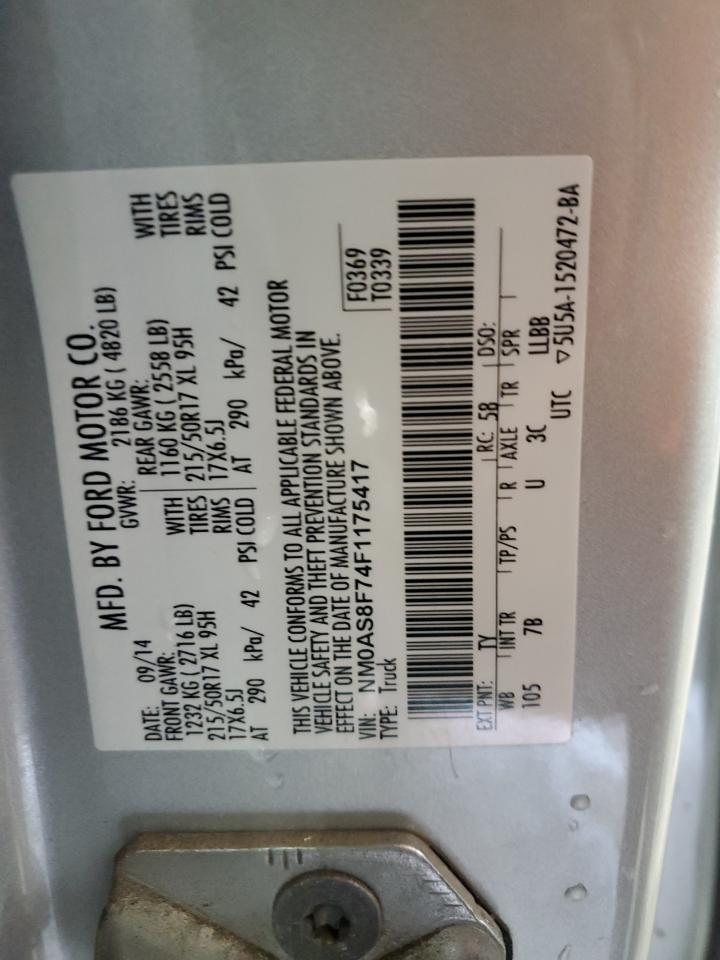 MFD. BY FORD MOTOR CO.
DATE: 09/14 GVWR: 2186 KG ( 4820 LB)
FRONT GAWR: REAR GAWR:
1232 KG (2716 LB) WITH 1160 KG ( 2558 LB) WITH
215/50R17 XL 95H TIRES 215/50R17 XL 95H TIRES
17X6.5J RIMS 17X6.5J RIMS
AT 290 kPa/ 42 PSI COLD AT 290 kPa/ 42 PSI COLD
THIS VEHICLE CONFORMS TO ALL APPLICABLE FEDERAL MOTOR
VEHICLE SAFETY AND THEFT PREVENTION STANDARDS IN
EFFECT ON THE DATE OF MANUFACTURE SHOWN ABOVE.
VIN: NM0AS8F74F1175417 F0369
TYPE: Truck T0339
EXT PNT: TY RC: 58 DSO:
WB INT TR TP/PS R AXLE TR SPR
105 7B U 3C LLBB
UTC ▽5U5A-1520472-BA